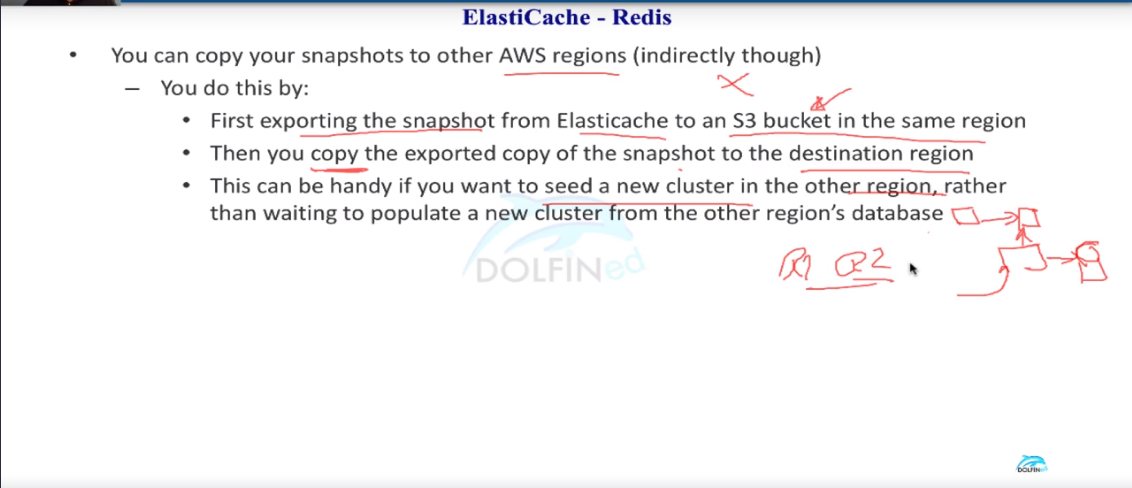 ElastiCache - Redis
• You can copy your snapshots to other AWS regions (indirectly though)
– You do this by:
• First exporting the snapshot from Elasticache to an S3 bucket in the same region
• Then you copy the exported copy of the snapshot to the destination region
• This can be handy if you want to seed a new cluster in the other region, rather
than waiting to populate a new cluster from the other region's database
DOLFINed
R1 R2
DOLFINed